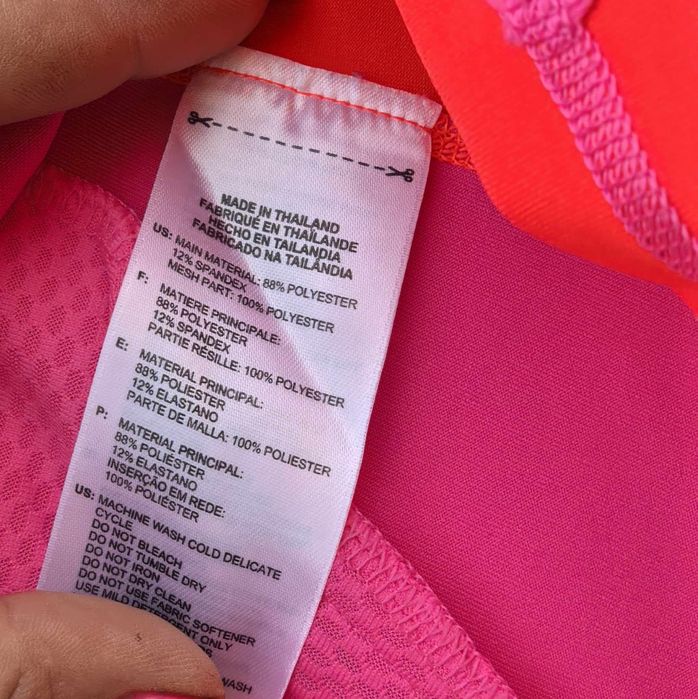 MADE IN THAILAND
FABRIQUÉ EN THAÏLANDE
HECHO EN TAILANDIA
FABRICADO NA TAILÂNDIA
US: MAIN MATERIAL: 88% POLYESTER
12% SPANDEX
MESH PART: 100% POLYESTER
F: MATIERE PRINCIPALE:
88% POLYESTER
12% SPANDEX
PARTIE RÉSILLE: 100% POLYESTER
E: MATERIAL PRINCIPAL:
88% POLIESTER
12% ELASTANO
PARTE DE MALLA: 100% POLIESTER
P: MATERIAL PRINCIPAL:
88% POLIÉSTER
12% ELASTANO
INSERÇÃO EM REDE:
100% POLIÉSTER
US: MACHINE WASH COLD DELICATE
CYCLE
DO NOT BLEACH
DO NOT TUMBLE DRY
DO NOT IRON
DO NOT DRY CLEAN
DO NOT USE FABRIC SOFTENER
USE MILD DETERGENT ONLY
WASH